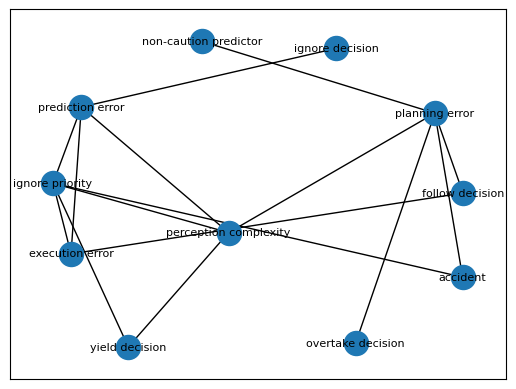 non-caution predictor
ignore decision
prediction error
planning error
ignore priority
follow decision
perception complexity
execution error
accident
overtake decision
yield decision